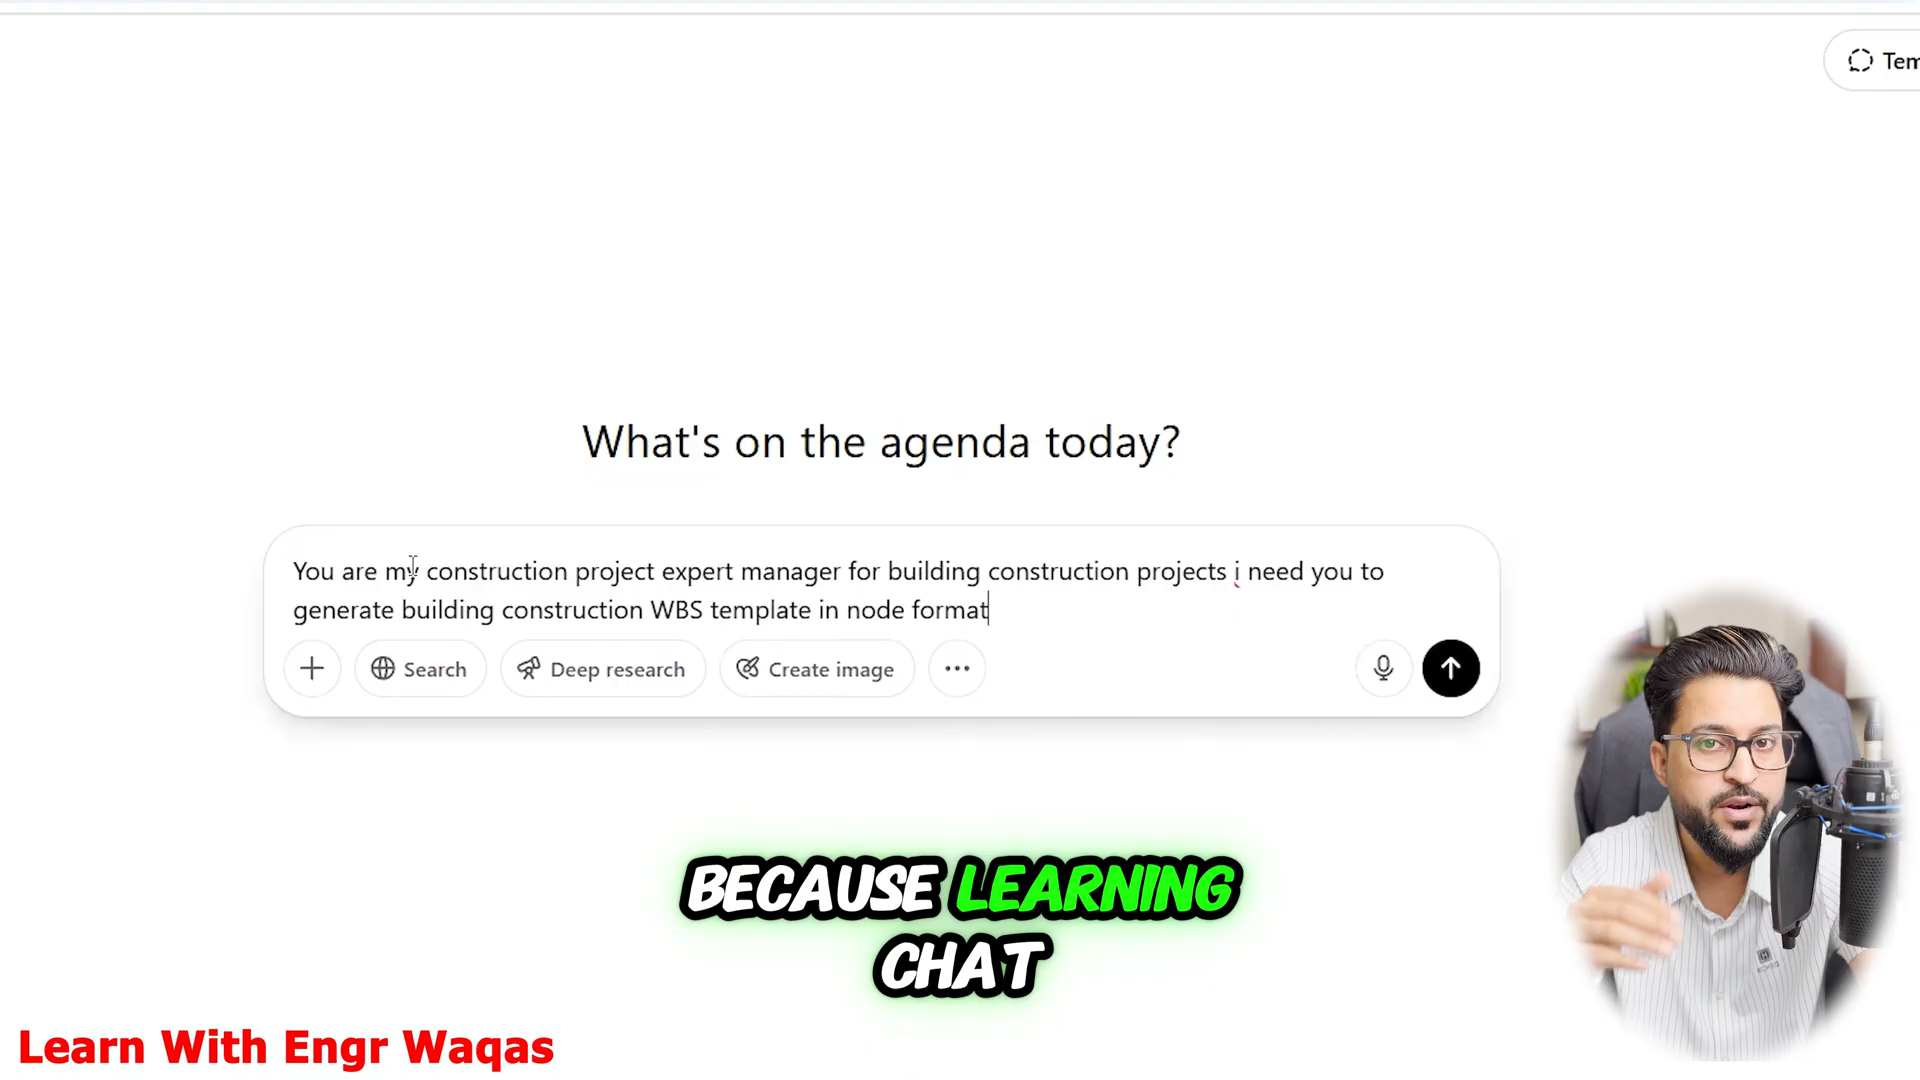 Tem
What's on the agenda today?
You are my construction project expert manager for building construction projects i need you to
generate building construction WBS template in node format
Search
Deep research
Create image
BECAUSE LEARNING
CHAT
Learn With Engr Waqas